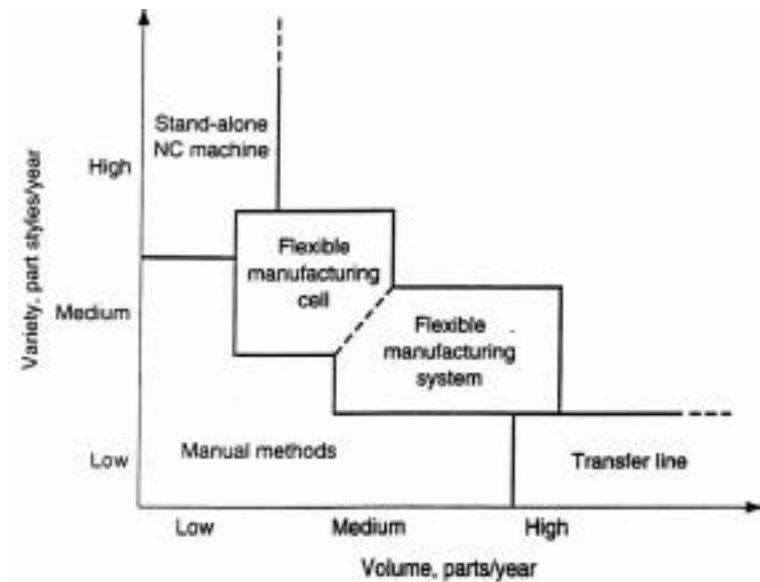 Stand-alone
NC machine
High
Flexible
manufacturing
cell
Medium
Flexible
manufacturing
system
Low
Manual methods
Transfer line
Low
Medium
High
Variety, part styles/year
Volume, parts/year